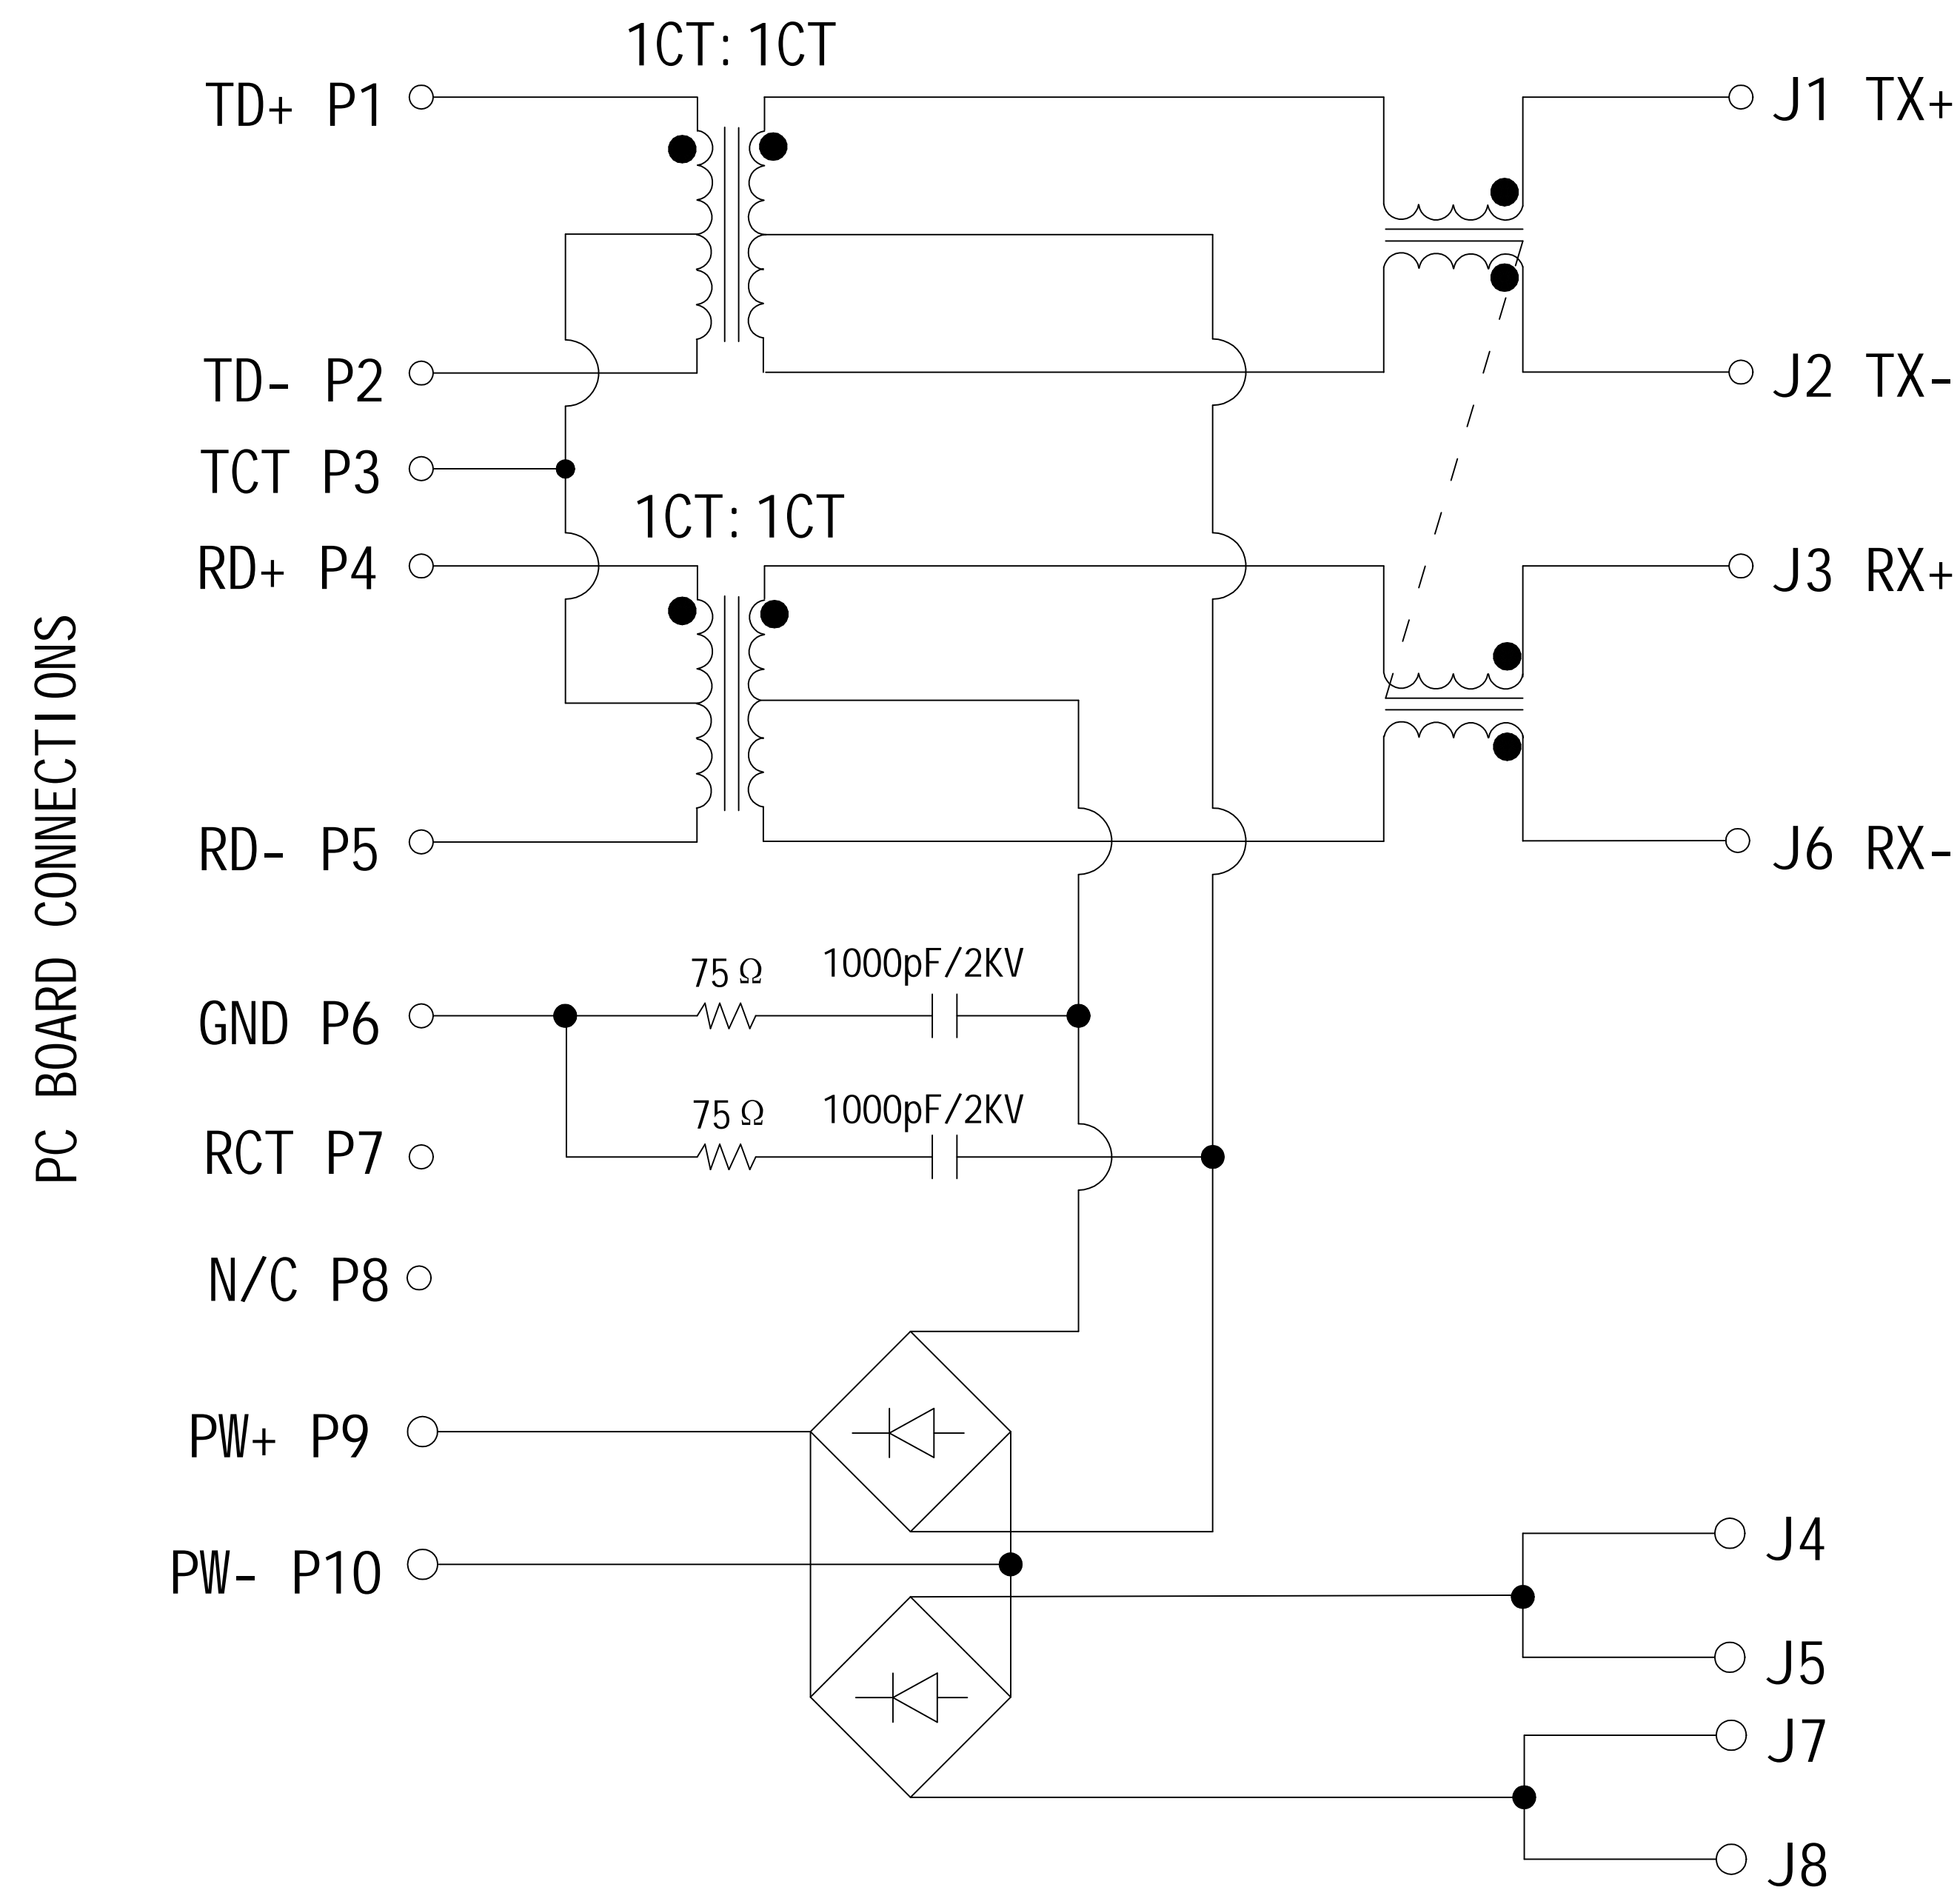 1CT: 1CT
TD+ P1
J1 TX+
TD- P2
J2 TX-
TCT P3
1CT: 1CT
RD+ P4
J3 RX+
PC BOARD CONNECTIONS
RD- P5
J6 RX-
75Ω 1000pF/2KV
GND P6
75Ω 1000pF/2KV
RCT P7
N/C P8
PW+ P9
PW- P10
J4
J5
J7
J8